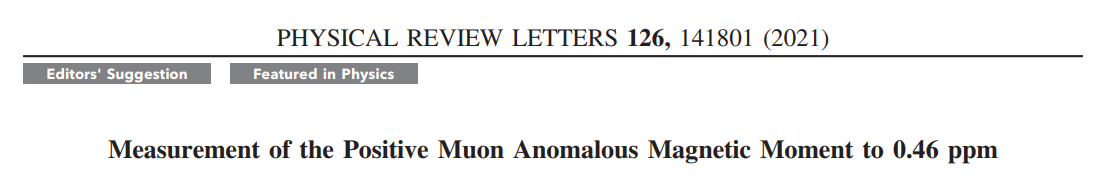 PHYSICAL REVIEW LETTERS 126, 141801 (2021)
Editors' Suggestion Featured in Physics
Measurement of the Positive Muon Anomalous Magnetic Moment to 0.46 ppm